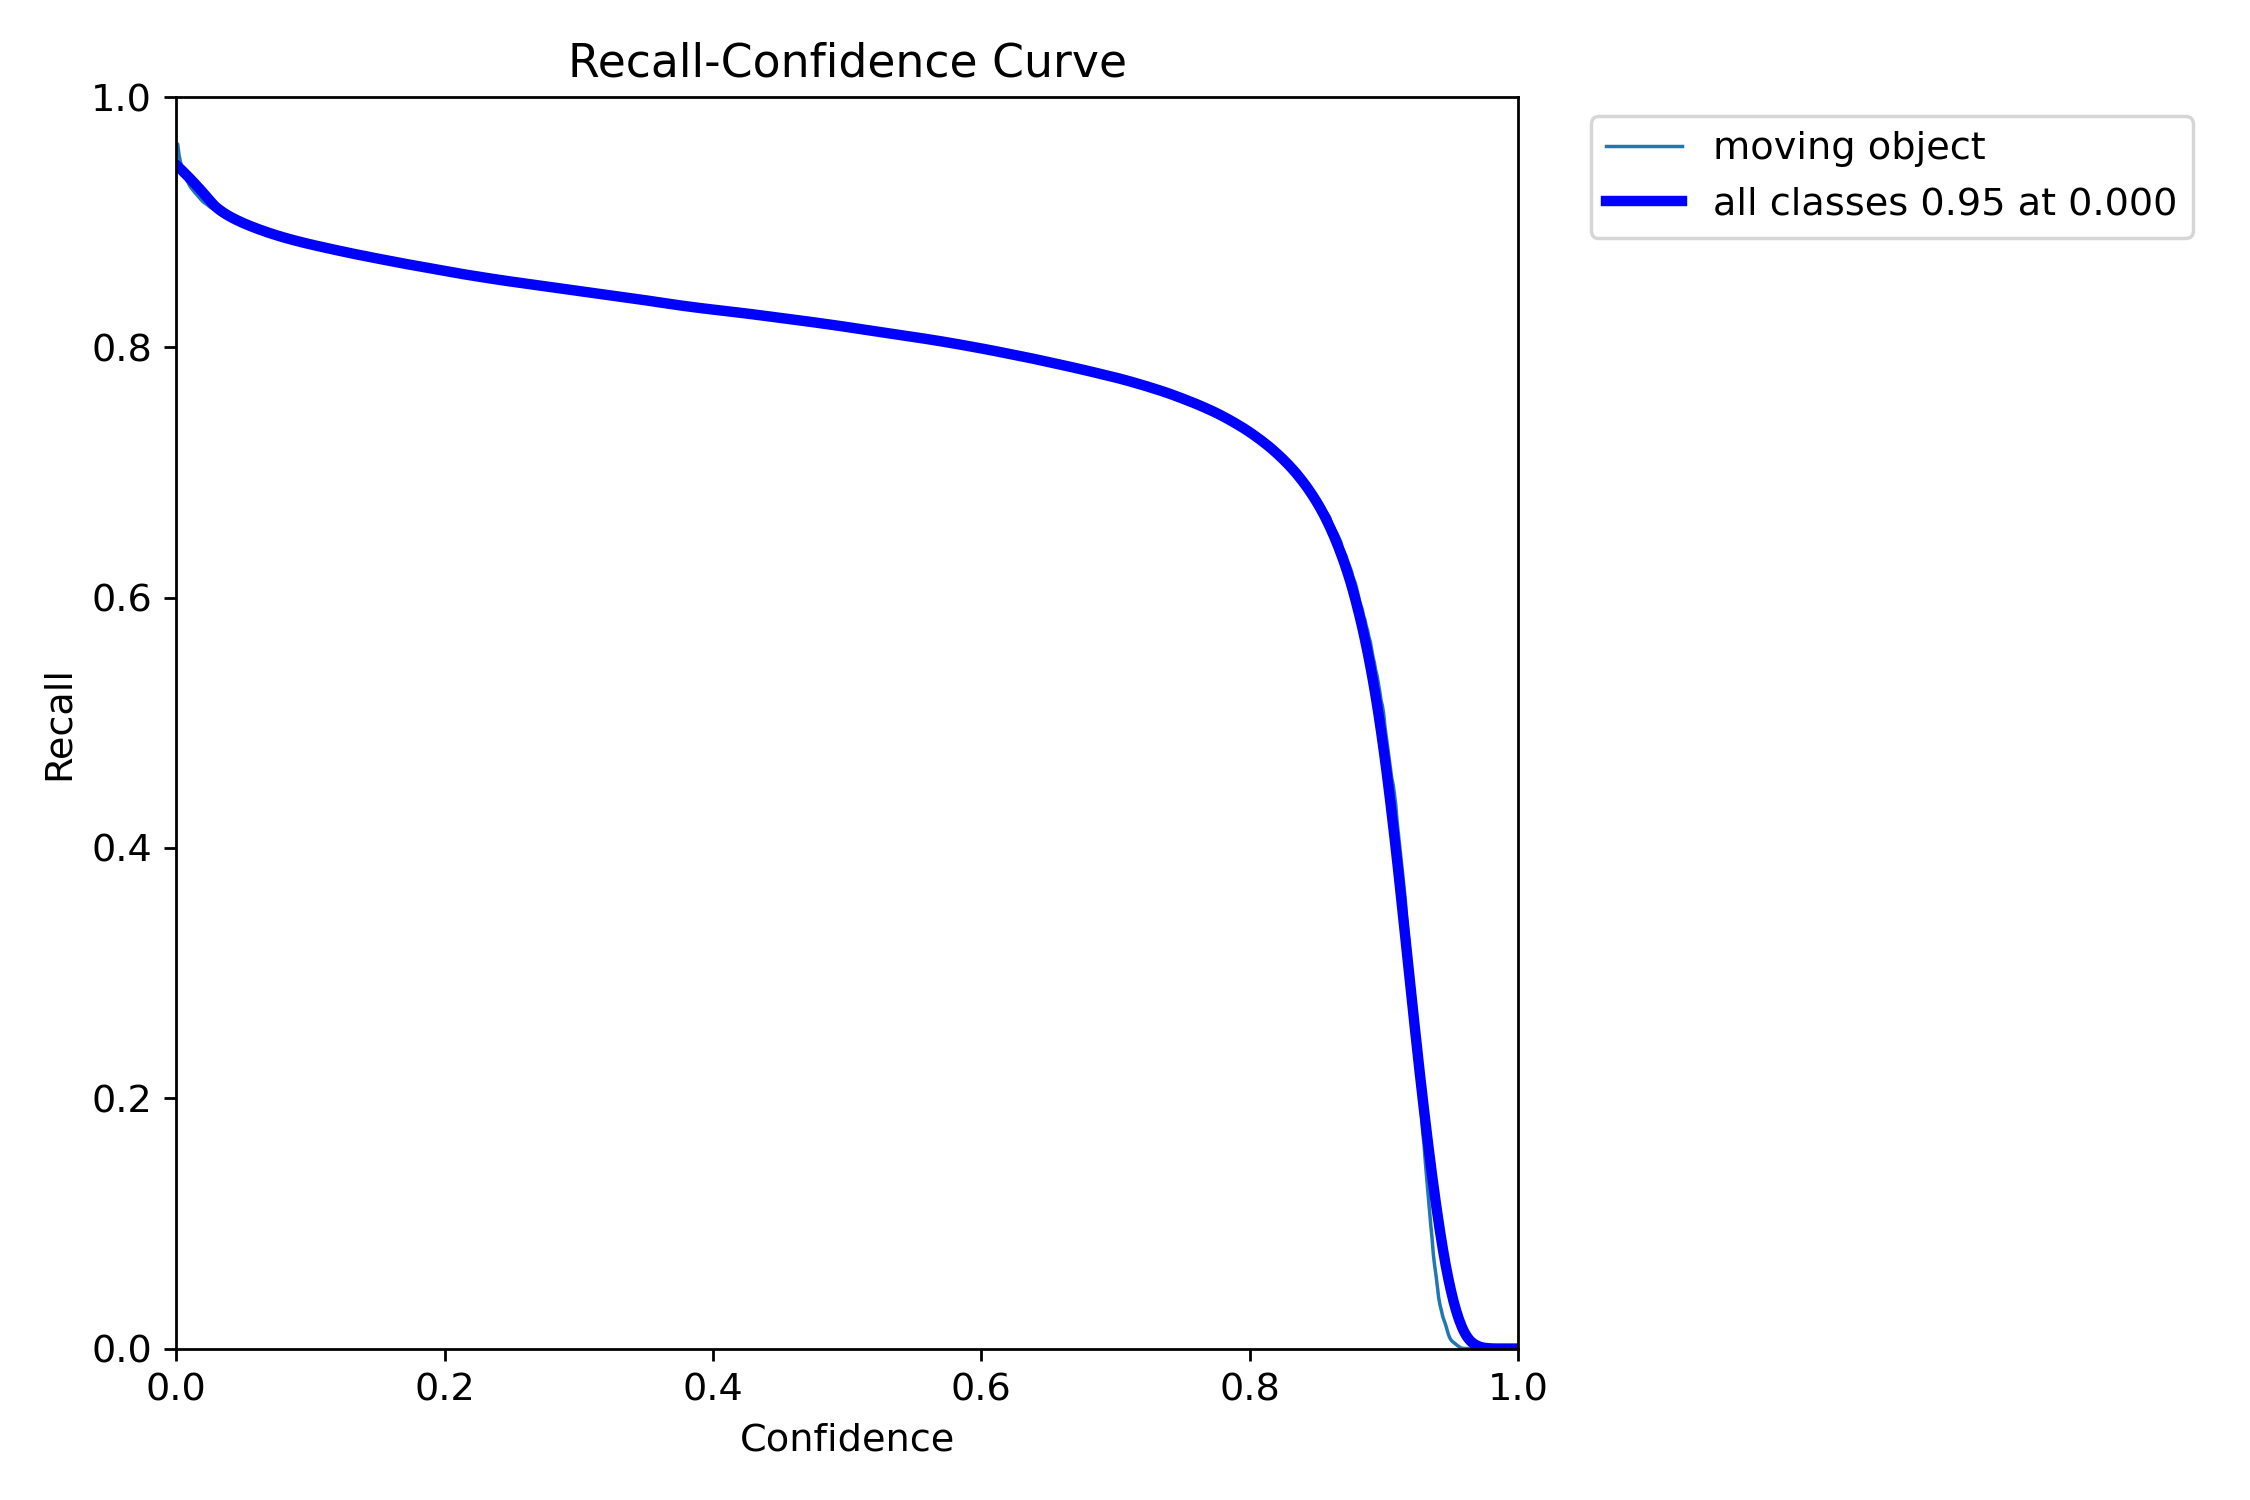 Recall-Confidence Curve
moving object
all classes 0.95 at 0.000
1.0
0.8
0.6
0.4
0.2
0.0
Recall
0.0 0.2 0.4 0.6 0.8 1.0
Confidence